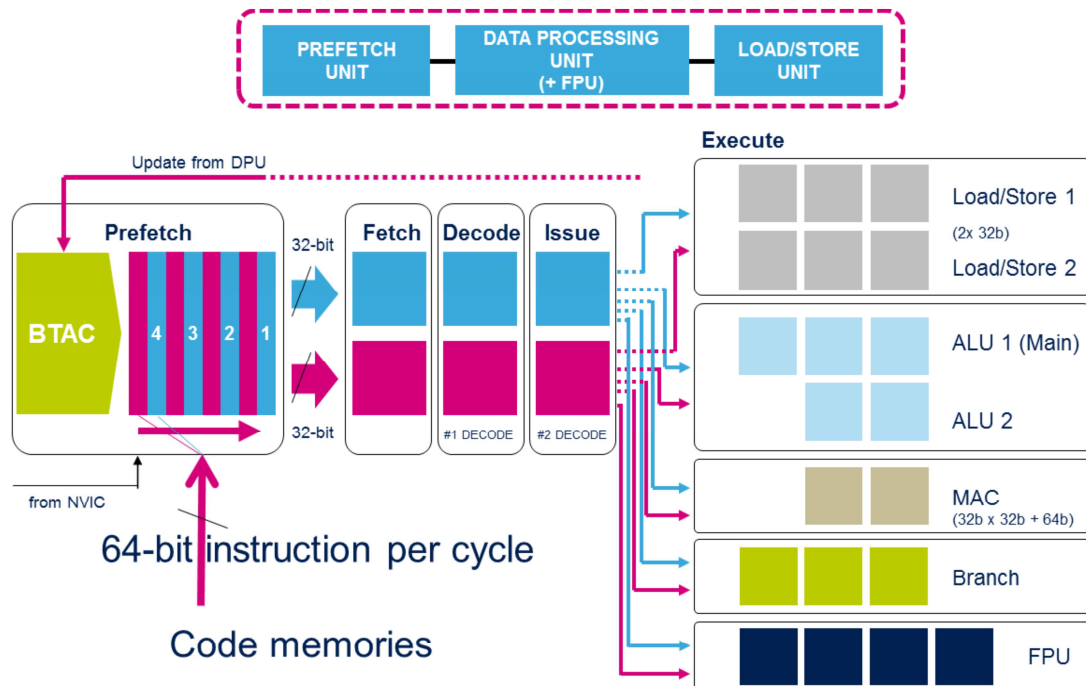 PREFETCH
UNIT
DATA PROCESSING
UNIT
(+ FPU)
LOAD/STORE
UNIT
Update from DPU
Execute
Prefetch
BTAC
4 3 2 1
from NVIC
32-bit
32-bit
Fetch
Decode
#1 DECODE
Issue
#2 DECODE
Load/Store 1
(2x 32b)
Load/Store 2
ALU 1 (Main)
ALU 2
MAC
(32b x 32b + 64b)
Branch
FPU
64-bit instruction per cycle
Code memories